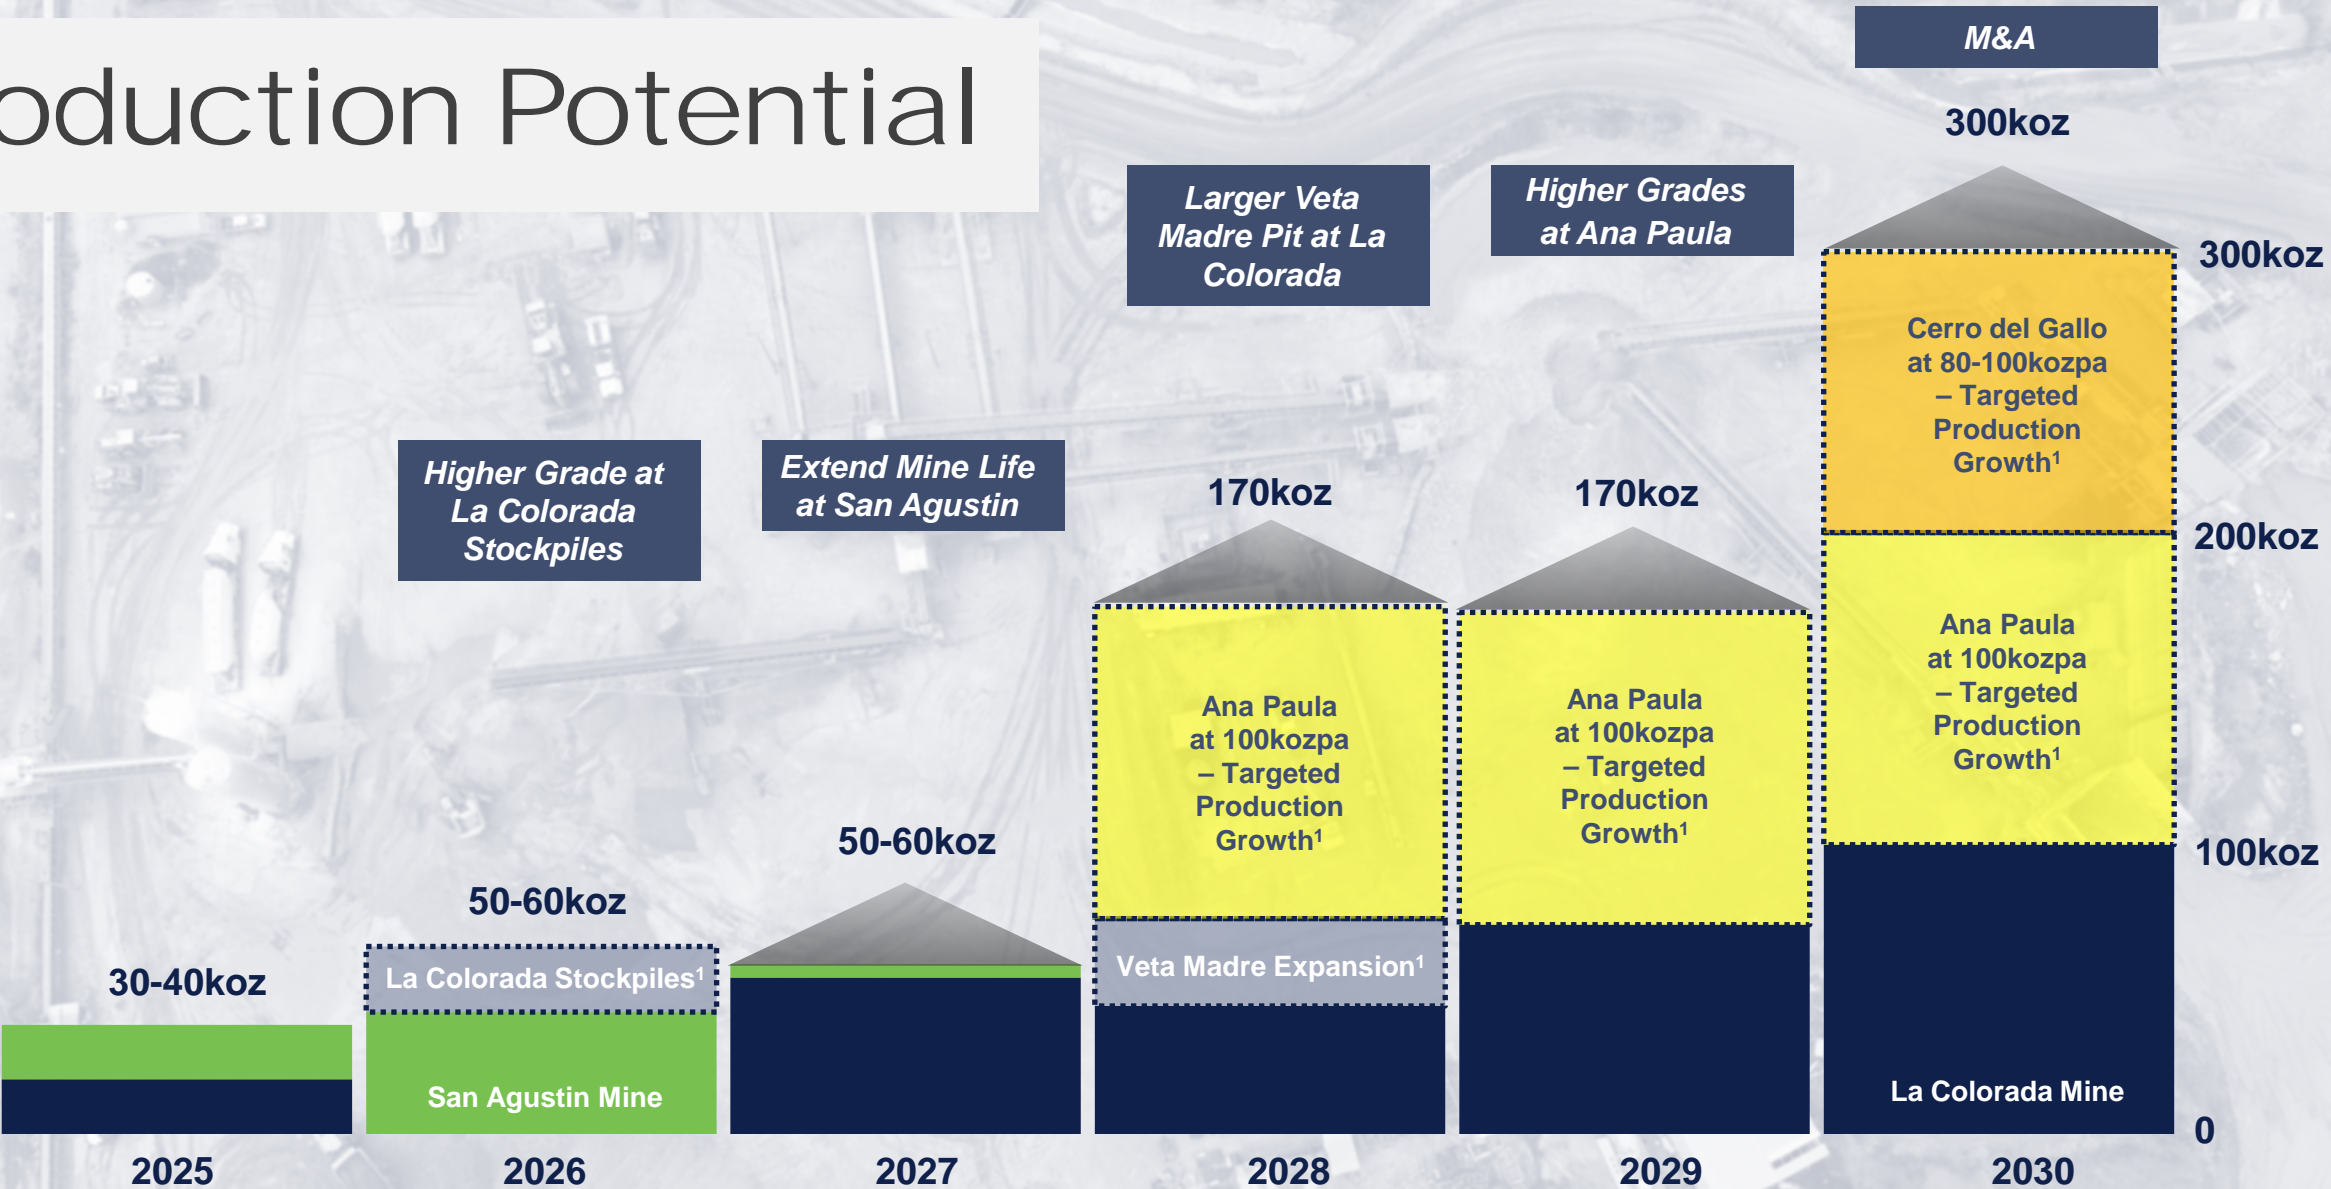 oduction Potential
M&A
300koz
Larger Veta
Madre Pit at La
Colorada
Higher Grades
at Ana Paula
300koz
Cerro del Gallo
at 80-100kozpa
– Targeted
Production
Growth¹
Higher Grade at
La Colorada
Stockpiles
Extend Mine Life
at San Agustin
170koz
170koz
200koz
Ana Paula
at 100kozpa
– Targeted
Production
Growth¹
Ana Paula
at 100kozpa
– Targeted
Production
Growth¹
Ana Paula
at 100kozpa
– Targeted
Production
Growth¹
50-60koz
100koz
50-60koz
30-40koz
La Colorada Stockpiles¹
Veta Madre Expansion¹
San Agustin Mine
La Colorada Mine
0
2025
2026
2027
2028
2029
2030